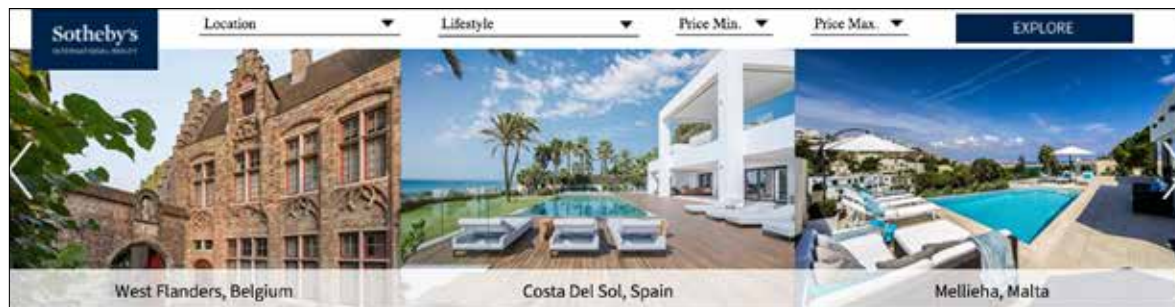 Sotheby's
INTERNATIONAL REALTY
Location
Lifestyle
Price Min.
Price Max.
EXPLORE
West Flanders, Belgium
Costa Del Sol, Spain
Mellieha, Malta